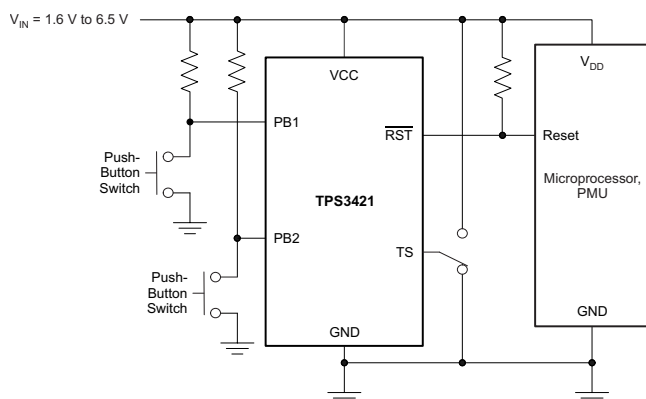 V_IN = 1.6 V to 6.5 V
VCC
V_DD
PB1
R̅S̅T̅
Reset
Push-
Button
Switch
TPS3421
Microprocessor,
PMU
PB2
TS
Push-
Button
Switch
GND
GND